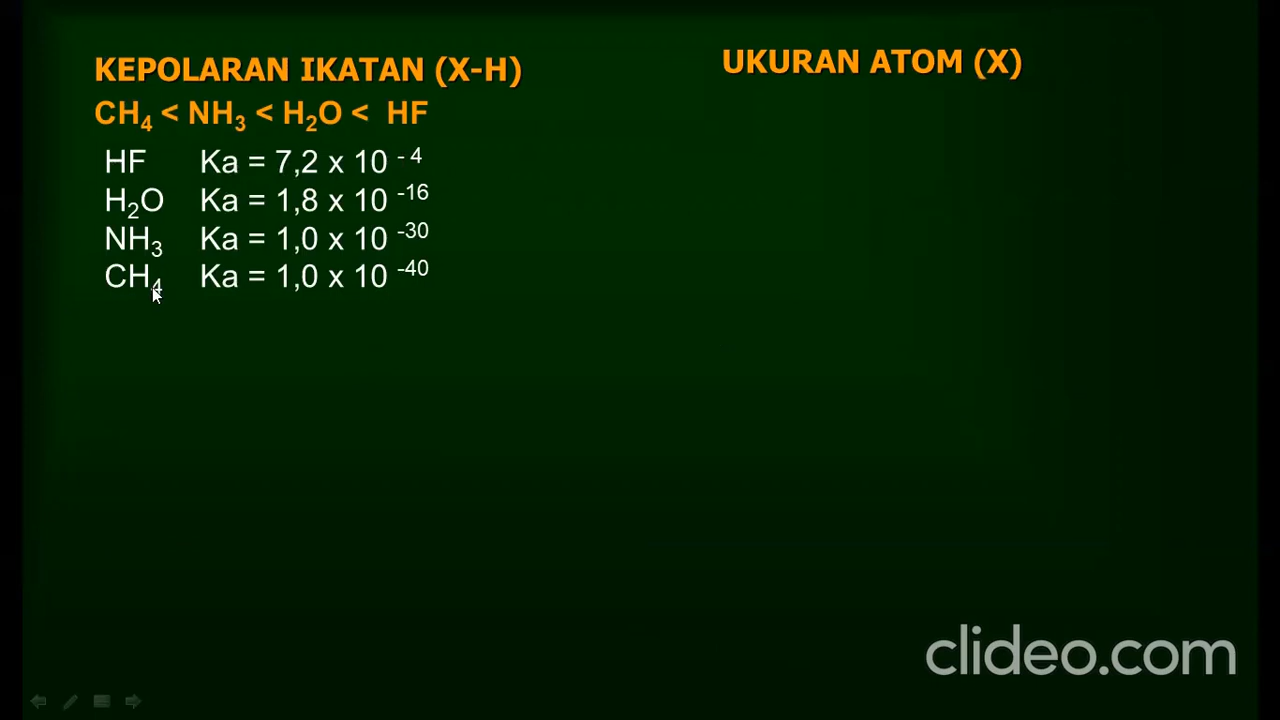 KEPOLARAN IKATAN (X-H)
CH₄ < NH₃ < H₂O < HF
HF Ka = 7,2 x 10 ⁻ ⁴
H₂O Ka = 1,8 x 10 ⁻¹⁶
NH₃ Ka = 1,0 x 10 ⁻³⁰
CH₄ Ka = 1,0 x 10 ⁻⁴⁰
UKURAN ATOM (X)
clideo.com